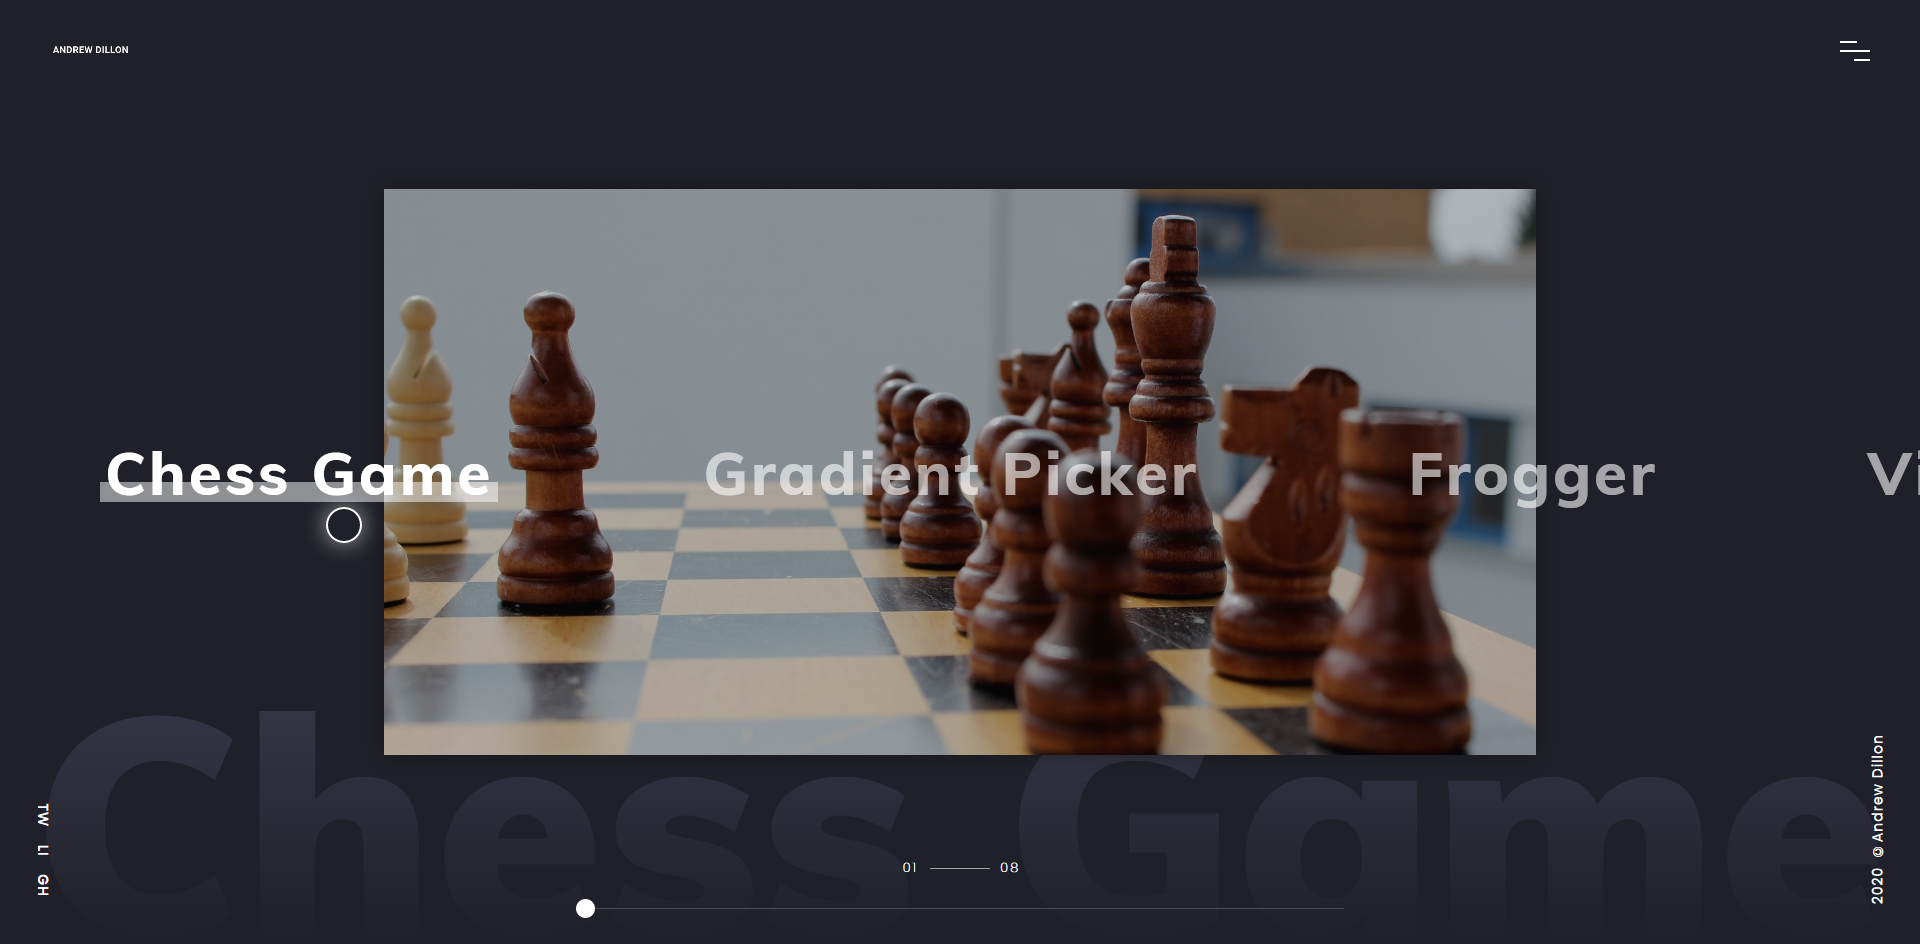 ANDREW DILLON
Chess Game
Gradient Picker
Frogger
Vi
Chess Game
TW LI GH
01
08
2020 © Andrew Dillon